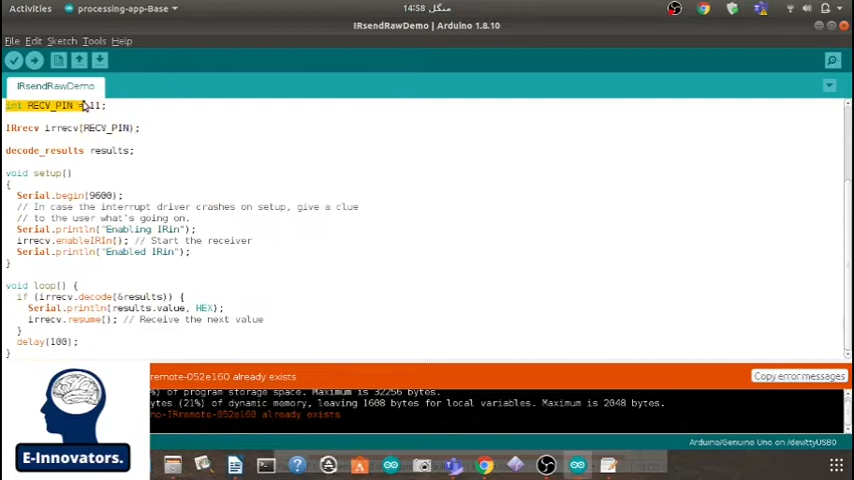 Activities processing-app-Base منگل 14:58
IRsendRawDemo | Arduino 1.8.10
File Edit Sketch Tools Help
IRsendRawDemo
int RECV_PIN = 11;
IRrecv irrecv(RECV_PIN);
decode_results results;
void setup()
{
Serial.begin(9600);
// In case the interrupt driver crashes on setup, give a clue
// to the user what's going on.
Serial.println("Enabling IRin");
irrecv.enableIRIn(); // Start the receiver
Serial.println("Enabled IRin");
}
void loop() {
if (irrecv.decode(&results)) {
Serial.println(results.value, HEX);
irrecv.resume(); // Receive the next value
}
delay(100);
}
remote-052e160 already exists
Copy error messages
%) of program storage space. Maximum is 32256 bytes.
ytes (21%) of dynamic memory, leaving 1608 bytes for local variables. Maximum is 2048 bytes.
no-IRremote-052e160 already exists
Arduino/Genuino Uno on /dev/ttyUSB0
E-Innovators.